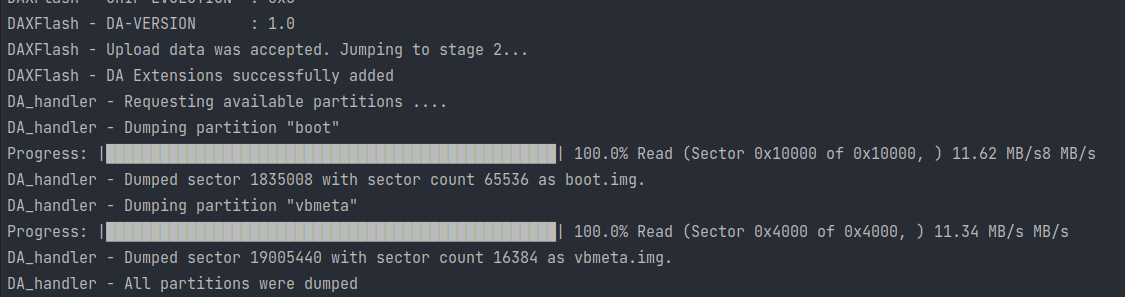 DAXFlash - DA-VERSION      : 1.0
DAXFlash - Upload data was accepted. Jumping to stage 2...
DAXFlash - DA Extensions successfully added
DA_handler - Requesting available partitions ....
DA_handler - Dumping partition "boot"
Progress: |██████████████████████████████████████████████████| 100.0% Read (Sector 0x10000 of 0x10000, ) 11.62 MB/s8 MB/s
DA_handler - Dumped sector 1835008 with sector count 65536 as boot.img.
DA_handler - Dumping partition "vbmeta"
Progress: |██████████████████████████████████████████████████| 100.0% Read (Sector 0x4000 of 0x4000, ) 11.34 MB/s MB/s
DA_handler - Dumped sector 19005440 with sector count 16384 as vbmeta.img.
DA_handler - All partitions were dumped